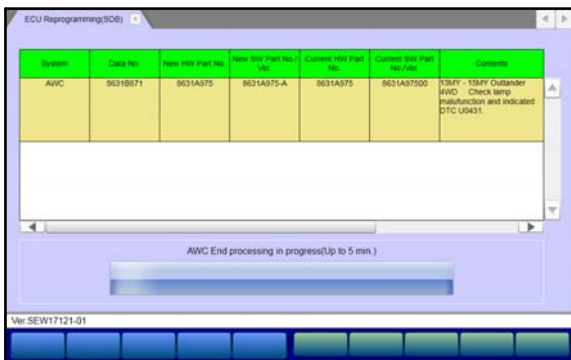 ECU Reprogramming(SDB)
System Data No. New HW Part No. New SW Part No./Ver. Current HW Part No. Current SW Part No./Ver. Contents
AWC 8631B671 8631A975 8631A975-A 8631A975 8631A97500 13MY - 15MY Outlander
4WD Check lamp
malufunction and indicated
DTC U0431.
AWC End processing in progress(Up to 5 min.)
Ver.SEW17121-01